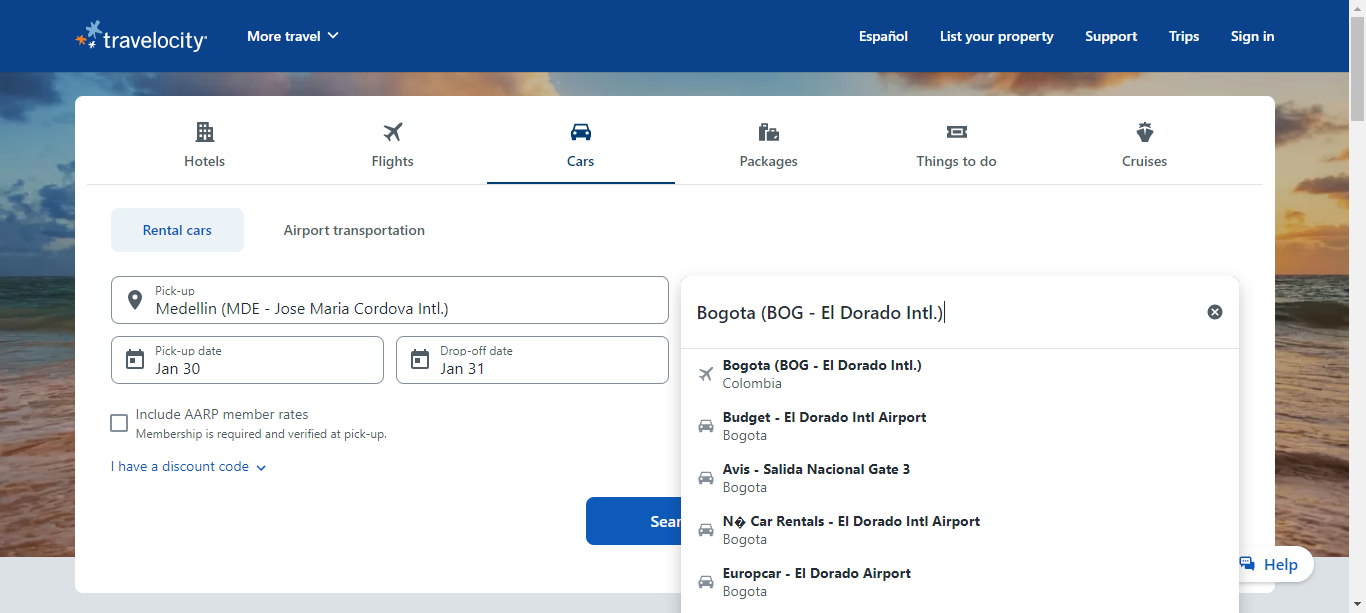 travelocity
More travel
Español
List your property
Support
Trips
Sign in
Hotels
Flights
Cars
Packages
Things to do
Cruises
Rental cars
Airport transportation
Pick-up
Medellin (MDE - Jose Maria Cordova Intl.)
Bogota (BOG - El Dorado Intl.)
Pick-up date
Jan 30
Drop-off date
Jan 31
Include AARP member rates
Membership is required and verified at pick-up.
I have a discount code
Sear
Bogota (BOG - El Dorado Intl.)
Colombia
Budget - El Dorado Intl Airport
Bogota
Avis - Salida Nacional Gate 3
Bogota
N� Car Rentals - El Dorado Intl Airport
Bogota
Europcar - El Dorado Airport
Bogota
Help